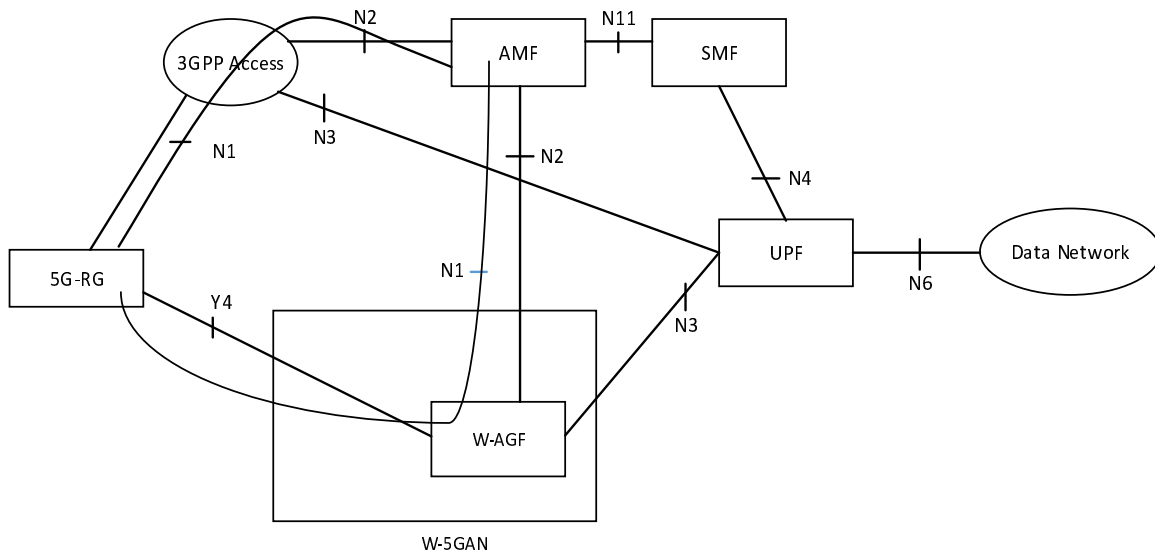 N2
N11
3GPP Access
AMF
SMF
N3
N1
N2
N4
5G-RG
N1
UPF
Data Network
N6
Y4
N3
W-AGF
W-5GAN